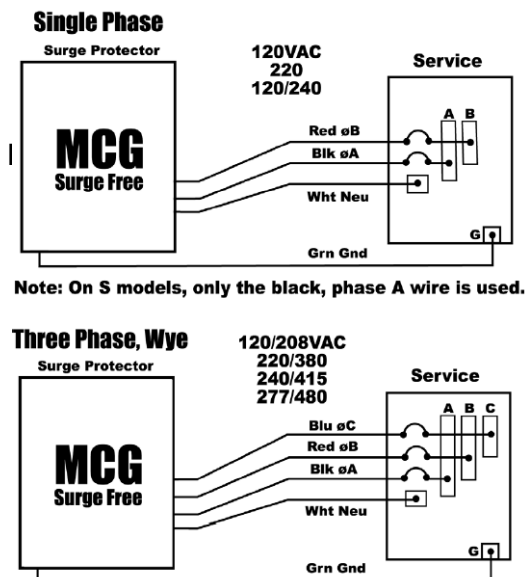 Single Phase
Surge Protector
120VAC
220
120/240
Service
MCG
Surge Free
A B
Red øB
Blk øA
Wht Neu
G
Grn Gnd
Note: On S models, only the black, phase A wire is used.
Three Phase, Wye
Surge Protector
120/208VAC
220/380
240/415
277/480
Service
MCG
Surge Free
A B C
Blu øC
Red øB
Blk øA
Wht Neu
G
Grn Gnd